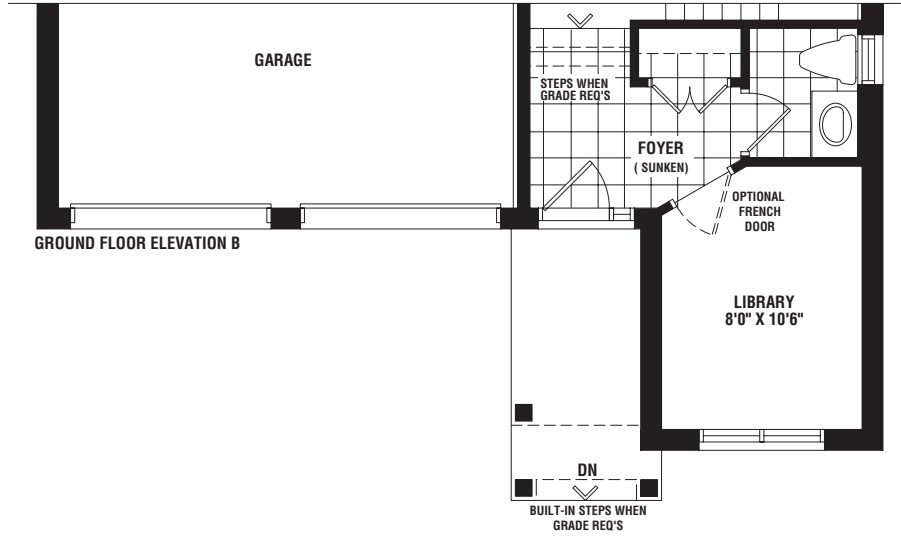 GARAGE
STEPS WHEN
GRADE REQ'S
FOYER
( SUNKEN)
OPTIONAL
FRENCH
DOOR
GROUND FLOOR ELEVATION B
LIBRARY
8'0" X 10'6"
DN
BUILT-IN STEPS WHEN
GRADE REQ'S